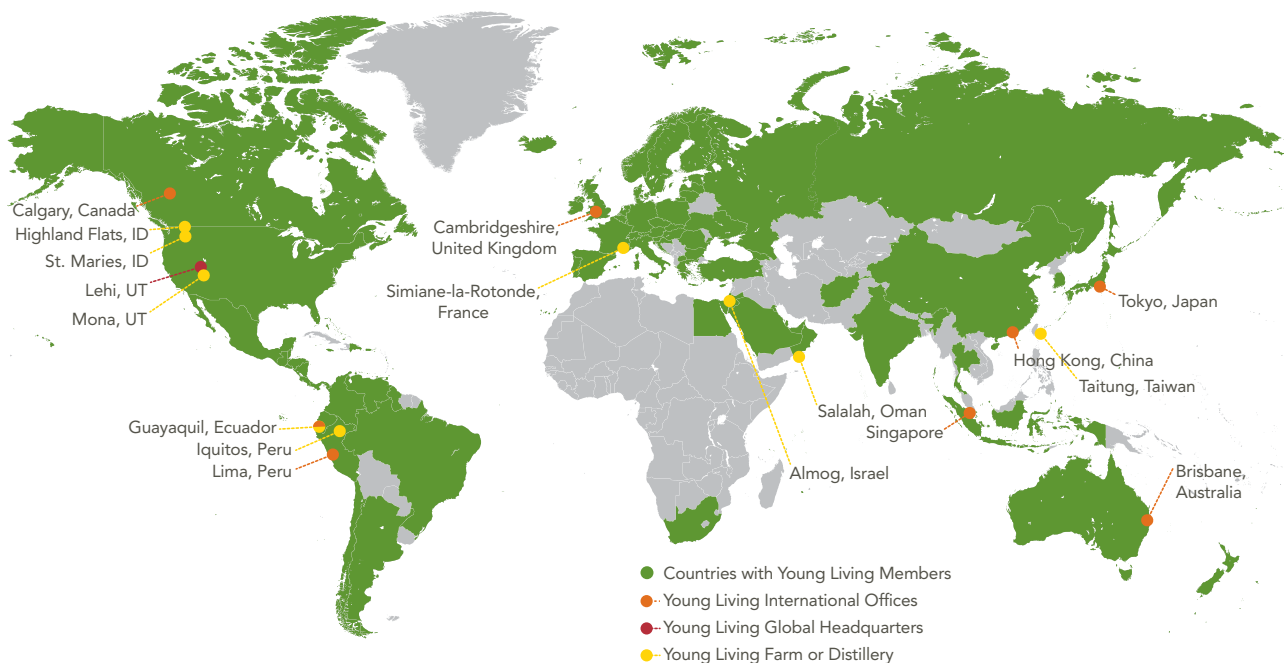 Calgary, Canada
Highland Flats, ID
St. Maries, ID
Lehi, UT
Mona, UT
Cambridgeshire,
United Kingdom
Simiane-la-Rotonde,
France
Tokyo, Japan
Hong Kong, China
Taitung, Taiwan
Guayaquil, Ecuador
Iquitos, Peru
Lima, Peru
Salalah, Oman
Singapore
Almog, Israel
Brisbane,
Australia
Countries with Young Living Members
Young Living International Offices
Young Living Global Headquarters
Young Living Farm or Distillery